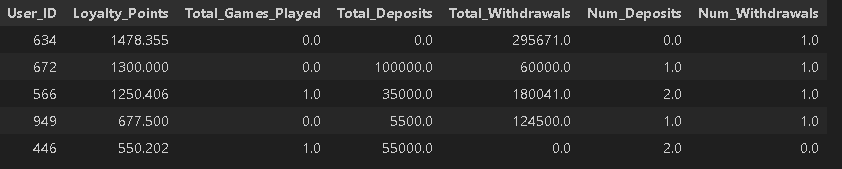 User_ID Loyalty_Points Total_Games_Played Total_Deposits Total_Withdrawals Num_Deposits Num_Withdrawals
634 1478.355 0.0 0.0 295671.0 0.0 1.0
672 1300.000 0.0 100000.0 60000.0 1.0 1.0
566 1250.406 1.0 35000.0 180041.0 2.0 1.0
949 677.500 0.0 5500.0 124500.0 1.0 1.0
446 550.202 1.0 55000.0 0.0 2.0 0.0